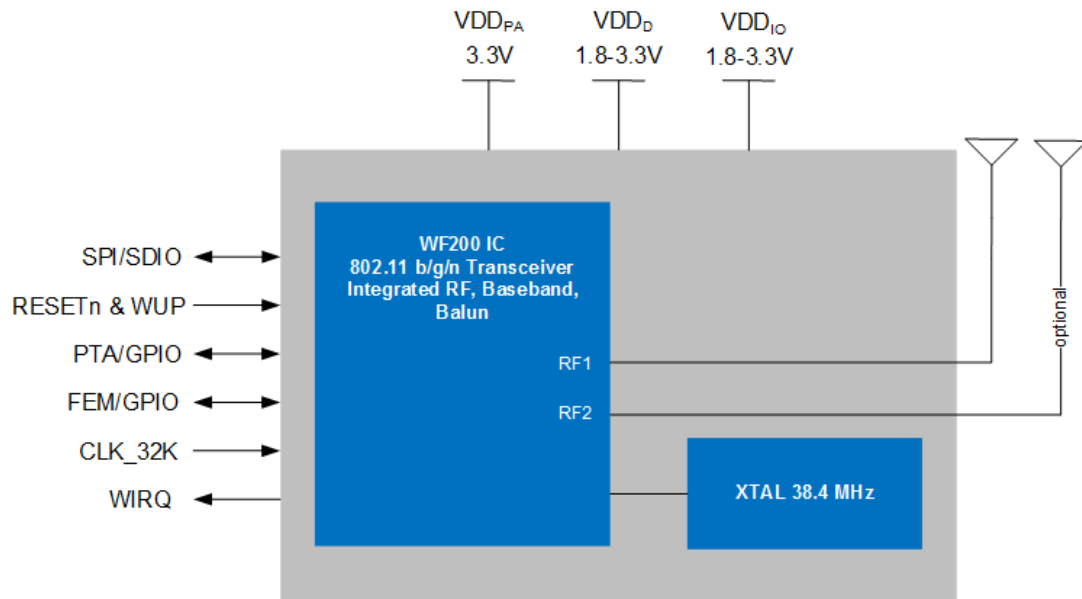 VDDPA
3.3V
VDDD
1.8-3.3V
VDDIO
1.8-3.3V
SPI/SDIO
RESETn & WUP
PTA/GPIO
FEM/GPIO
CLK_32K
WIRQ
WF200 IC
802.11 b/g/n Transceiver
Integrated RF, Baseband,
Balun
RF1
RF2
XTAL 38.4 MHz
optional